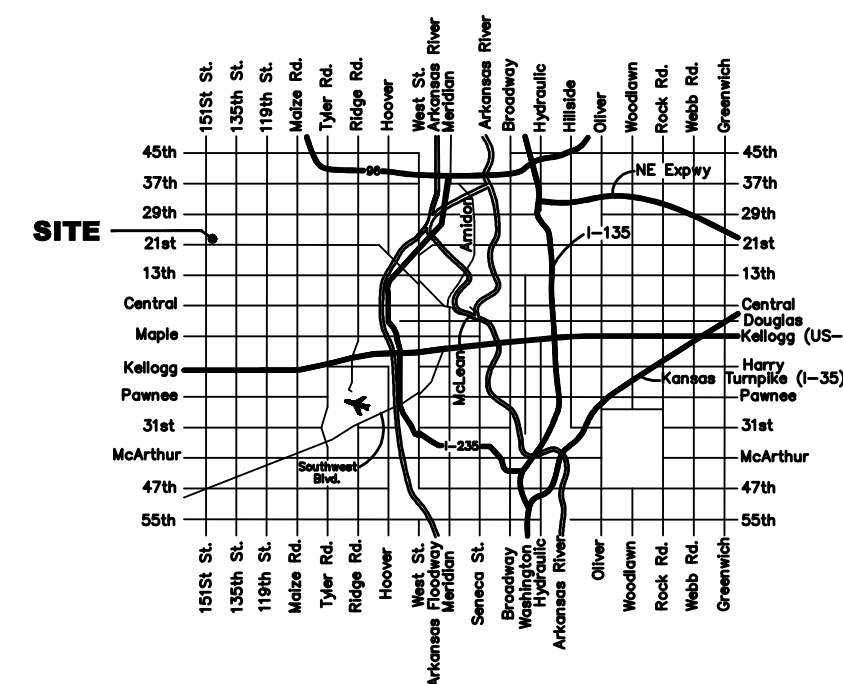 151St St.
135th St.
119th St.
Maize Rd.
Tyler Rd.
Ridge Rd.
Hoover
West St.
Arkansas River
Meridian
Arkansas River
Broadway
Hydraulic
Hillside
Oliver
Woodlawn
Rock Rd.
Webb Rd.
Greenwich
45th
37th
29th
21st
13th
Central
Maple
Kellogg
Pawnee
31st
McArthur
47th
55th
SITE
96
Amidon
McLean
I-235
Southwest
Blvd.
NE Expwy
I-135
45th
37th
29th
21st
13th
Central
Douglas
Kellogg (US-
Harry
Kansas Turnpike (I-35)
Pawnee
31st
McArthur
47th
55th
151St St.
135th St.
119th St.
Maize Rd.
Tyler Rd.
Ridge Rd.
Hoover
West St.
Arkansas Floodway
Meridian
Seneca St.
Broadway
Washington
Hydraulic
Arkansas River
Oliver
Woodlawn
Rock Rd.
Webb Rd.
Greenwich